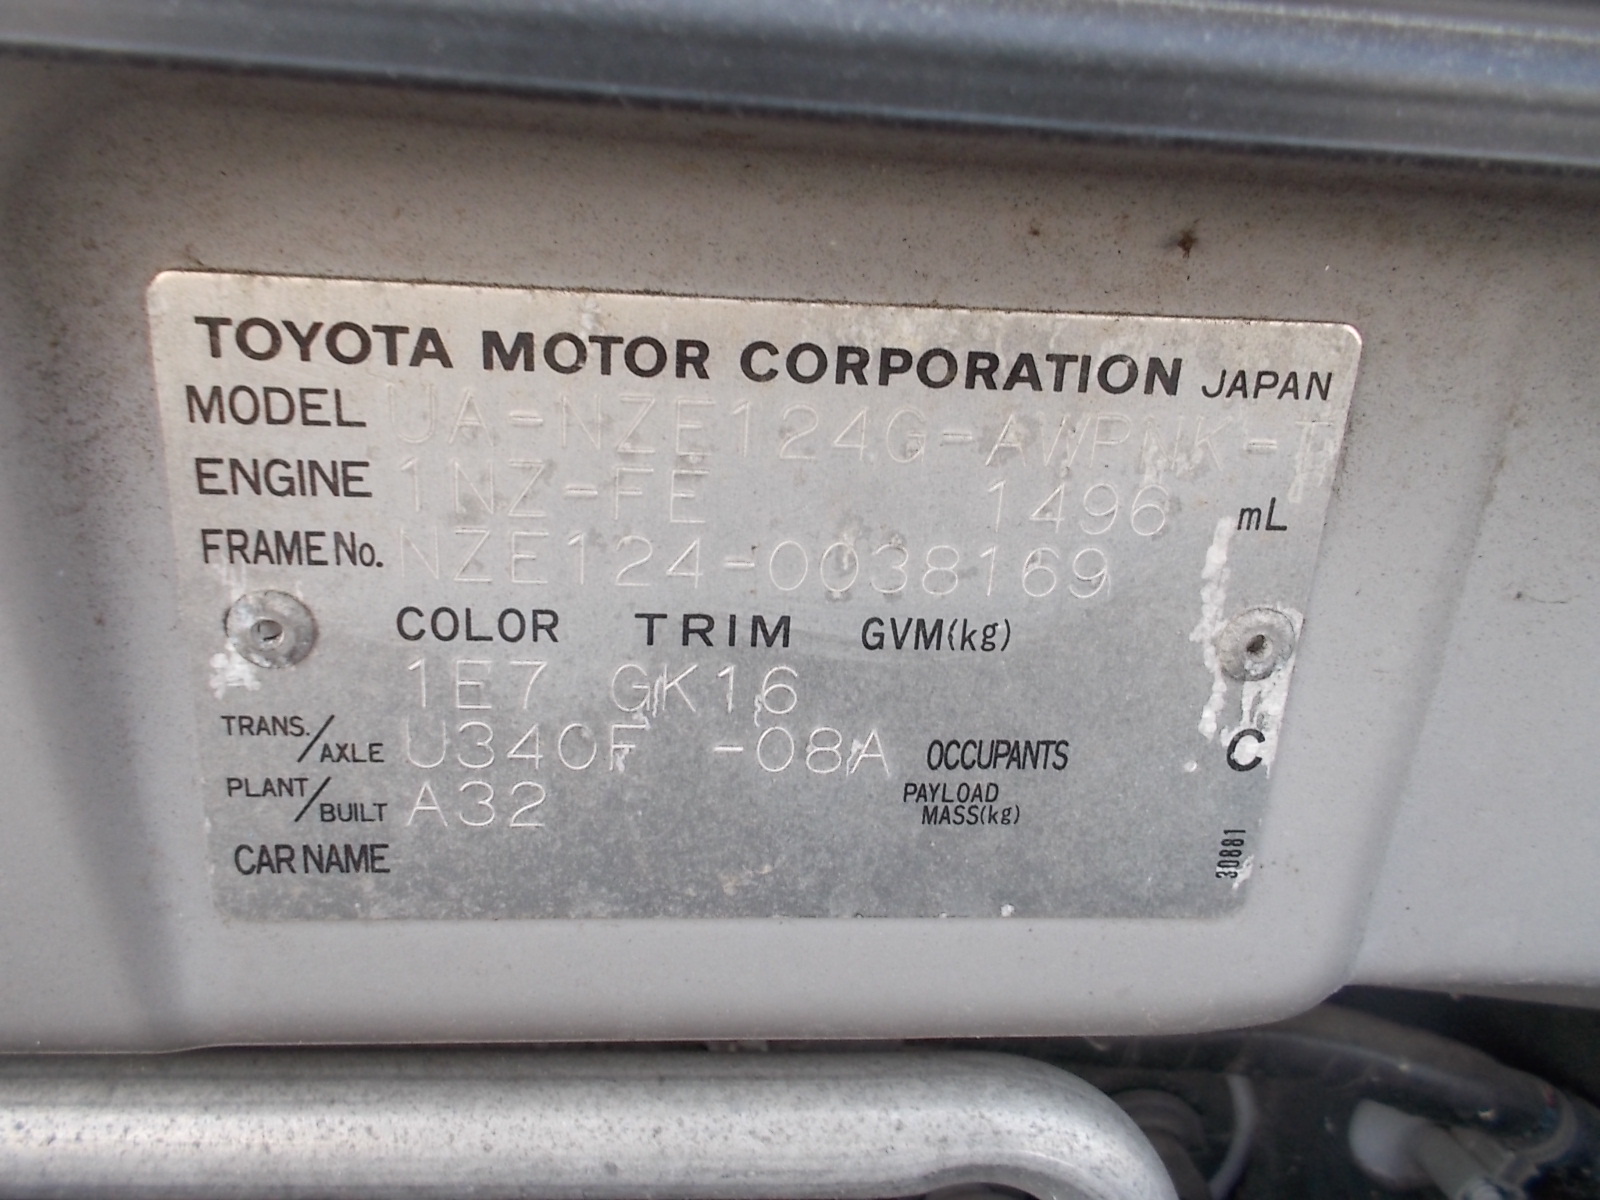 TOYOTA MOTOR CORPORATION JAPAN
MODEL UA-NZE124G-AWPNK-T
ENGINE 1NZ-FE 1496 mL
FRAME No. NZE124-0038169
COLOR TRIM GVM(kg)
1E7 GK16
TRANS./AXLE U340F -08A OCCUPANTS C
PLANT/BUILT A32 PAYLOAD MASS(kg)
CAR NAME
30881